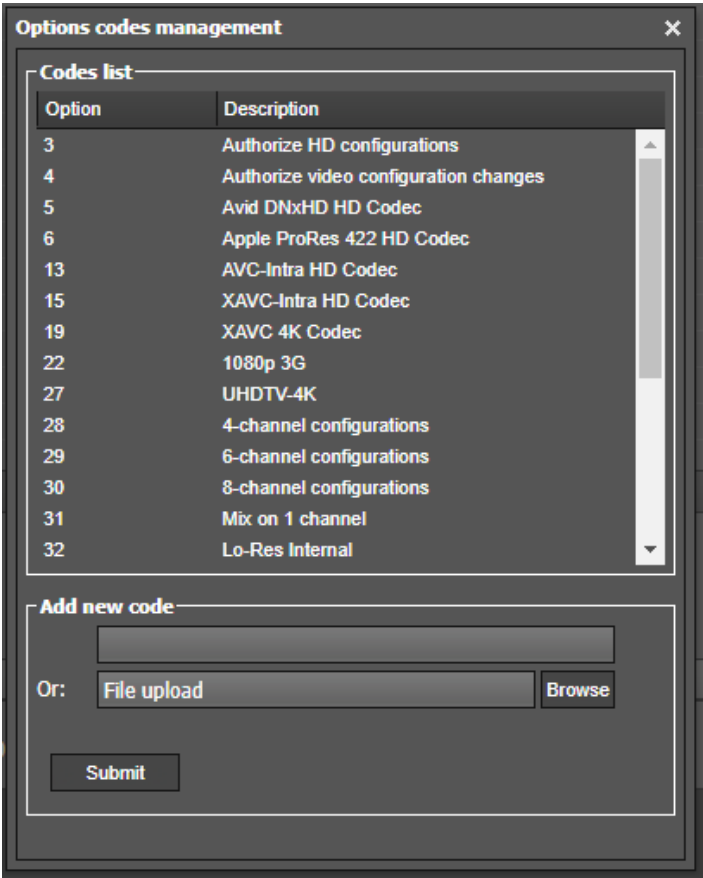 Options codes management
Codes list
Option Description
3 Authorize HD configurations
4 Authorize video configuration changes
5 Avid DNxHD HD Codec
6 Apple ProRes 422 HD Codec
13 AVC-Intra HD Codec
15 XAVC-Intra HD Codec
19 XAVC 4K Codec
22 1080p 3G
27 UHDTV-4K
28 4-channel configurations
29 6-channel configurations
30 8-channel configurations
31 Mix on 1 channel
32 Lo-Res Internal
Add new code
Or: File upload Browse
Submit